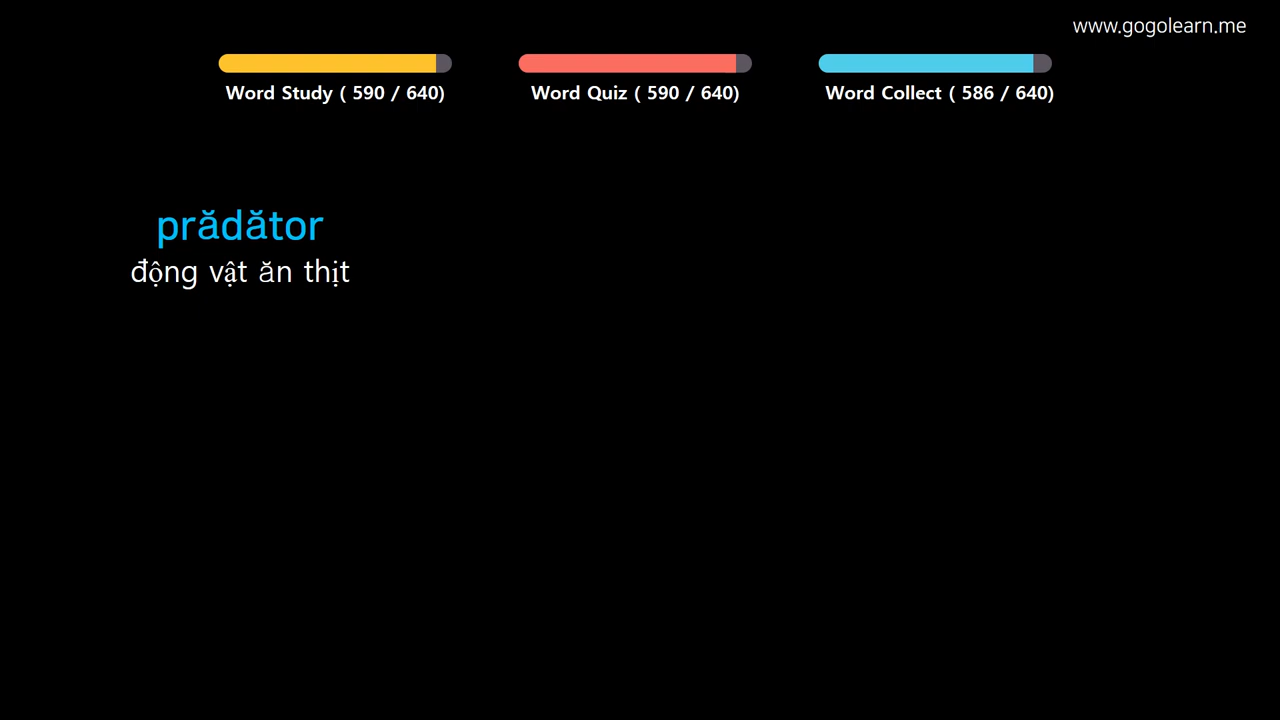 www.gogolearn.me
Word Study ( 590 / 640)
Word Quiz ( 590 / 640)
Word Collect ( 586 / 640)
prădător
động vật ăn thịt